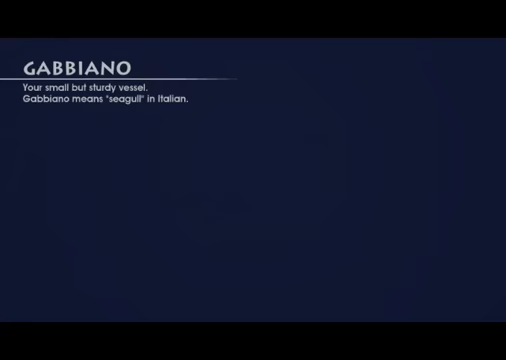 GABBIANO
Your small but sturdy vessel.
Gabbiano means "seagull" in Italian.